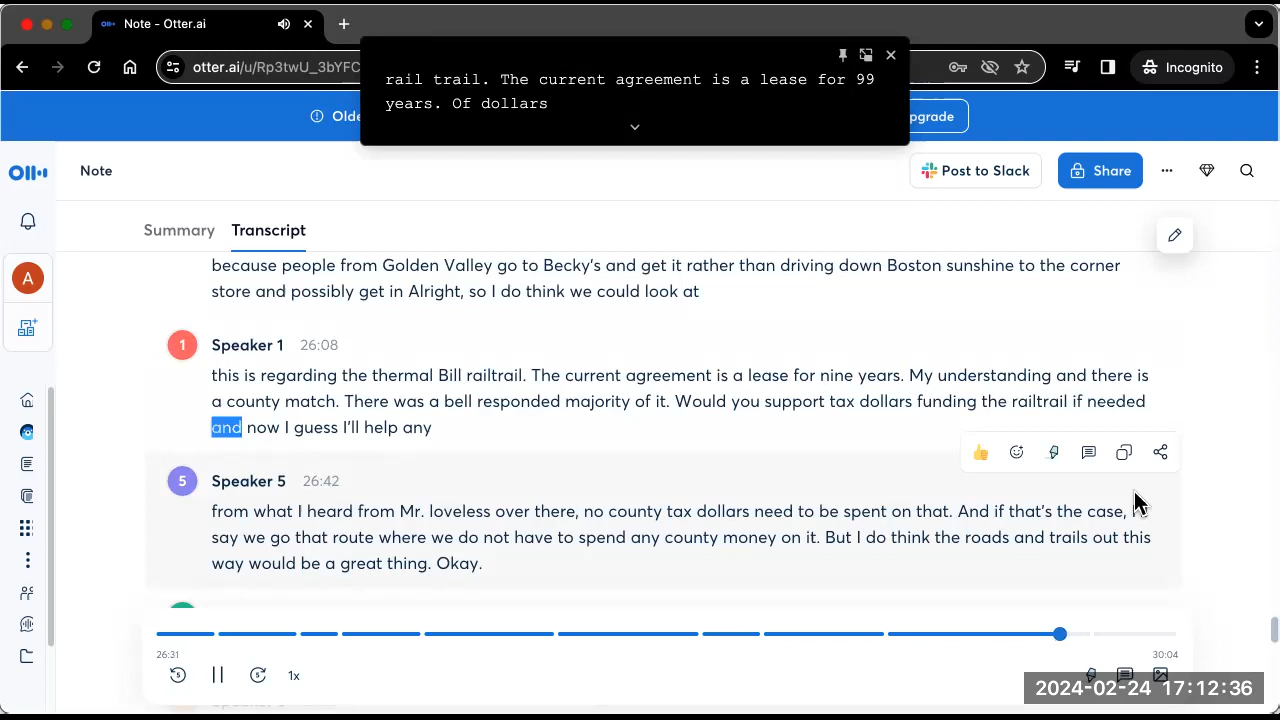 Note - Otter.ai
otter.ai/u/Rp3twU_3bYFC
Incognito
rail trail. The current agreement is a lease for 99
years. Of dollars
Olde
pgrade
Note
Post to Slack
Share
Summary
Transcript
A
because people from Golden Valley go to Becky's and get it rather than driving down Boston sunshine to the corner
store and possibly get in Alright, so I do think we could look at
1
Speaker 1 26:08
this is regarding the thermal Bill railtrail. The current agreement is a lease for nine years. My understanding and there is
a county match. There was a bell responded majority of it. Would you support tax dollars funding the railtrail if needed
and now I guess I'll help any
5
Speaker 5 26:42
from what I heard from Mr. loveless over there, no county tax dollars need to be spent on that. And if that's the case,
say we go that route where we do not have to spend any county money on it. But I do think the roads and trails out this
way would be a great thing. Okay.
26:31
30:04
5
5
1x
2024-02-24 17:12:36